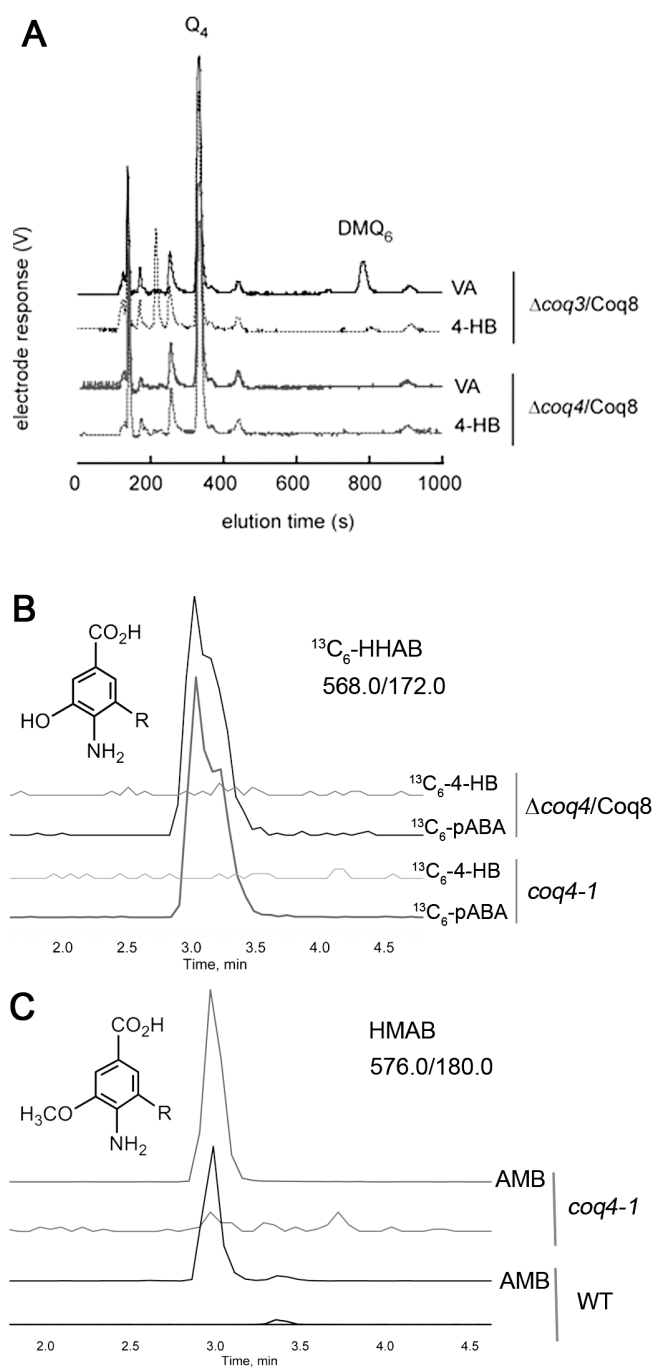 A
Q₄
DMQ₆
electrode response (V)
VA
4-HB
Δcoq3/Coq8
VA
4-HB
Δcoq4/Coq8
0 200 400 600 800 1000
elution time (s)
B
CO₂H
HO
R
NH₂
¹³C₆-HHAB
568.0/172.0
¹³C₆-4-HB
¹³C₆-pABA
Δcoq4/Coq8
¹³C₆-4-HB
¹³C₆-pABA
coq4-1
2.0 2.5 3.0 3.5 4.0 4.5
Time, min
C
CO₂H
H₃CO
R
NH₂
HMAB
576.0/180.0
AMB
coq4-1
AMB
WT
2.0 2.5 3.0 3.5 4.0 4.5
Time, min